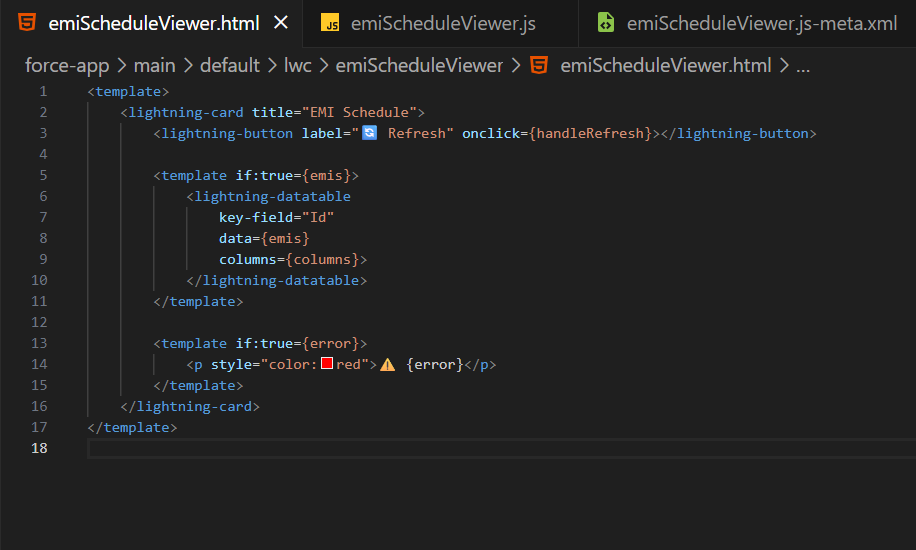 emiScheduleViewer.html
JS emiScheduleViewer.js
emiScheduleViewer.js-meta.xml
force-app > main > default > lwc > emiScheduleViewer > emiScheduleViewer.html > ...
1 <template>
2 <lightning-card title="EMI Schedule">
3 <lightning-button label="🔄 Refresh" onclick={handleRefresh}></lightning-button>
4
5 <template if:true={emis}>
6 <lightning-datatable
7 key-field="Id"
8 data={emis}
9 columns={columns}>
10 </lightning-datatable>
11 </template>
12
13 <template if:true={error}>
14 <p style="color:red">⚠️ {error}</p>
15 </template>
16 </lightning-card>
17 </template>
18